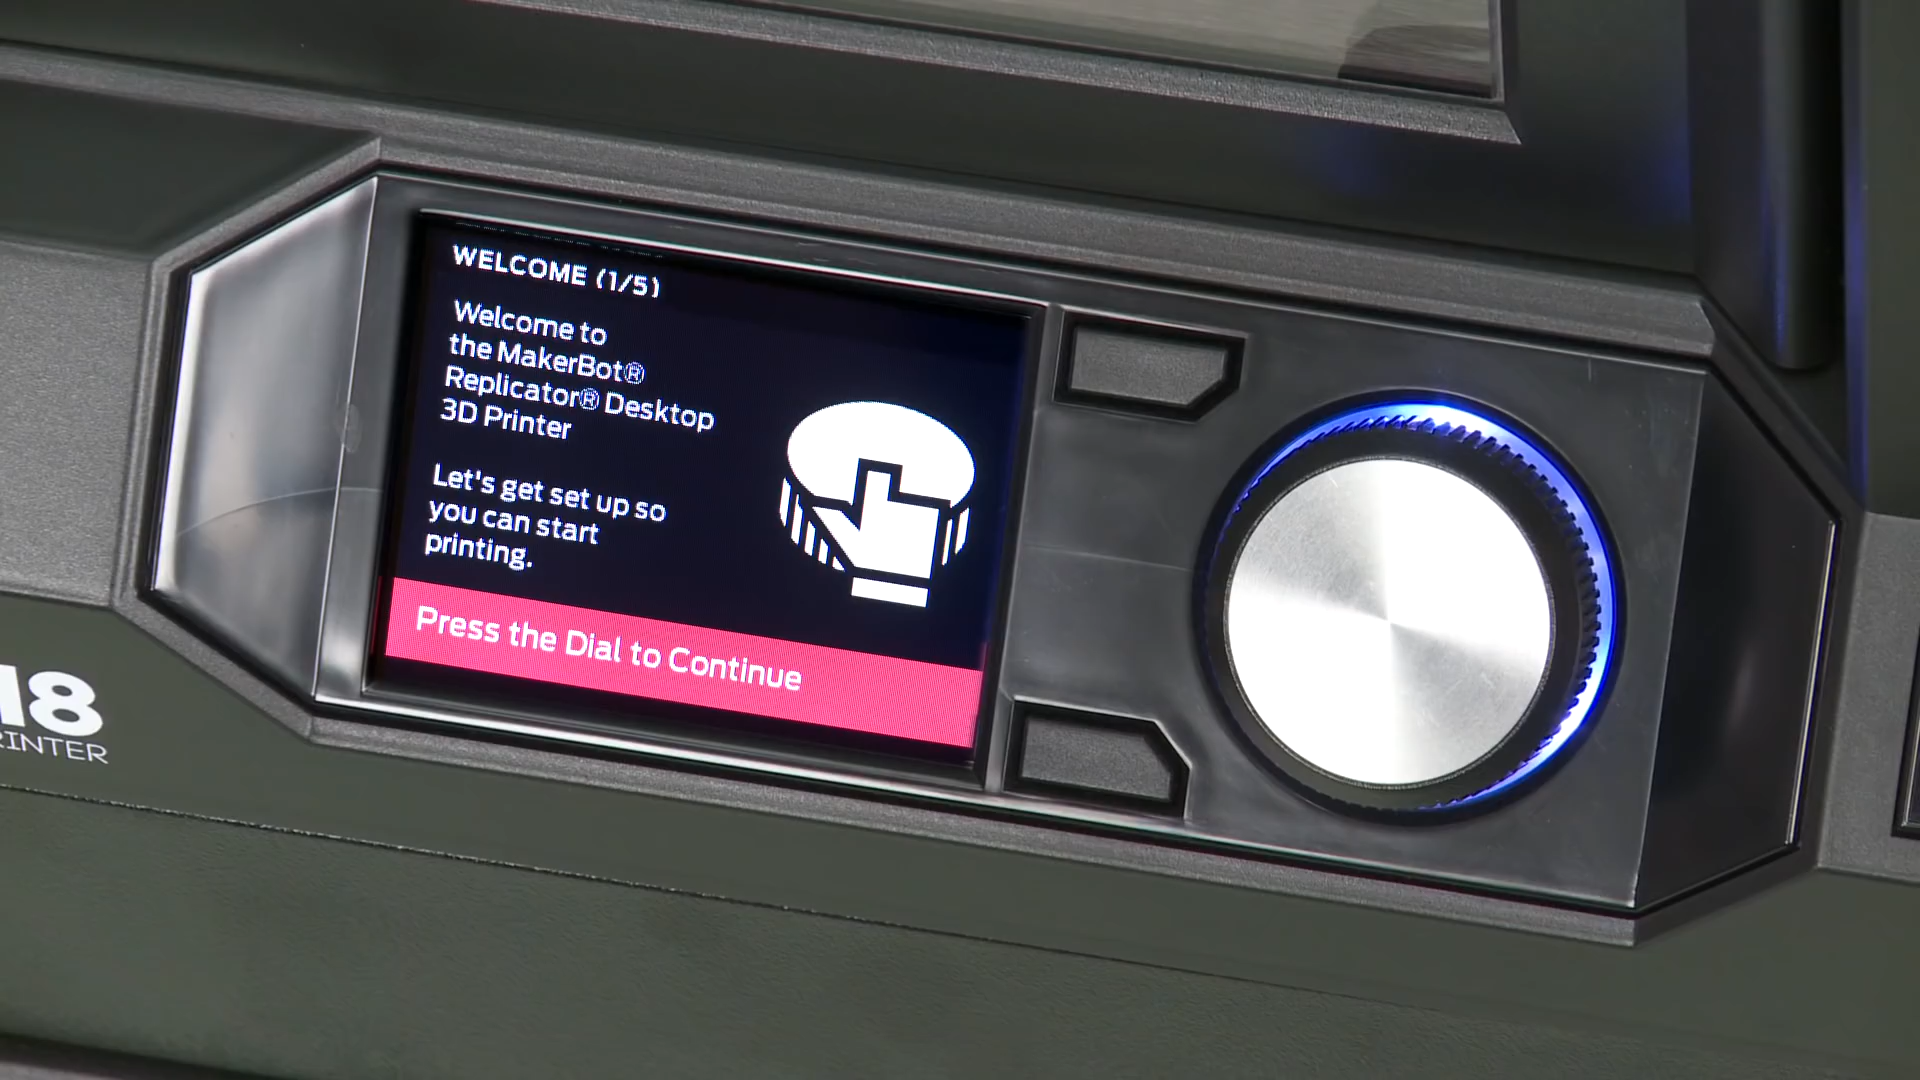 WELCOME (1/5)
Welcome to
the MakerBot®
Replicator® Desktop
3D Printer
Let's get set up so
you can start
printing.
Press the Dial to Continue